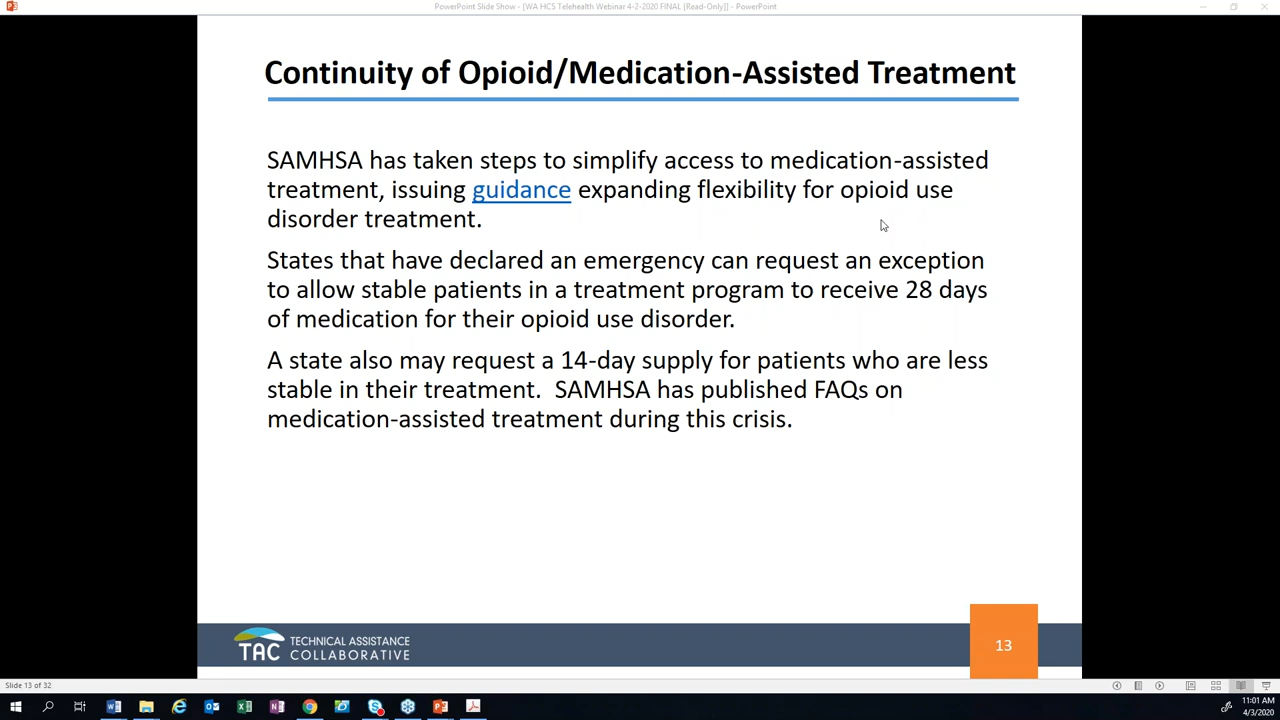 PowerPoint Slide Show - [WA HCS Telehealth Webinar 4-2-2020 FINAL [Read-Only]] - PowerPoint
Continuity of Opioid/Medication-Assisted Treatment
SAMHSA has taken steps to simplify access to medication-assisted
treatment, issuing guidance expanding flexibility for opioid use
disorder treatment.
States that have declared an emergency can request an exception
to allow stable patients in a treatment program to receive 28 days
of medication for their opioid use disorder.
A state also may request a 14-day supply for patients who are less
stable in their treatment.  SAMHSA has published FAQs on
medication-assisted treatment during this crisis.
TAC TECHNICAL ASSISTANCE
COLLABORATIVE
13
Slide 13 of 32
11:01 AM
4/3/2020